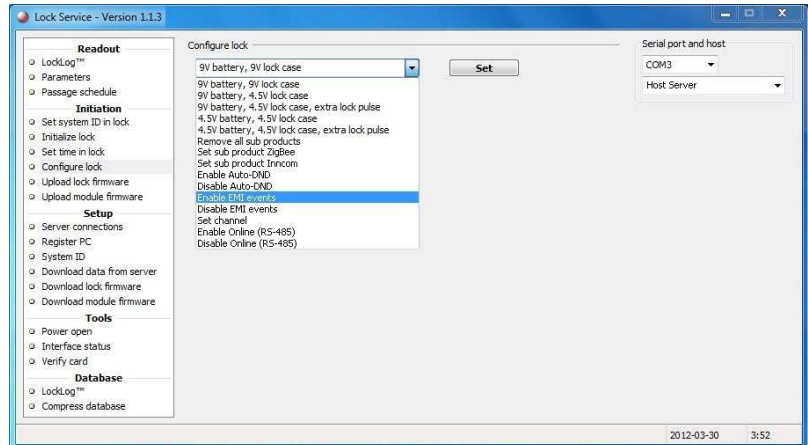 Lock Service - Version 1.1.3
Readout
LockLog™
Parameters
Passage schedule
Initiation
Set system ID in lock
Initialize lock
Set time in lock
Configure lock
Upload lock firmware
Upload module firmware
Setup
Server connections
Register PC
System ID
Download data from server
Download lock firmware
Download module firmware
Tools
Power open
Interface status
Verify card
Database
LockLog™
Compress database
Configure lock
9V battery, 9V lock case
Set
9V battery, 9V lock case
9V battery, 4.5V lock case
9V battery, 4.5V lock case, extra lock pulse
4.5V battery, 4.5V lock case
4.5V battery, 4.5V lock case, extra lock pulse
Remove all sub products
Set sub product ZigBee
Set sub product Inncom
Enable Auto-DND
Disable Auto-DND
Enable EMI events
Disable EMI events
Set channel
Enable Online (RS-485)
Disable Online (RS-485)
Serial port and host
COM3
Host Server
2012-03-30 3:52